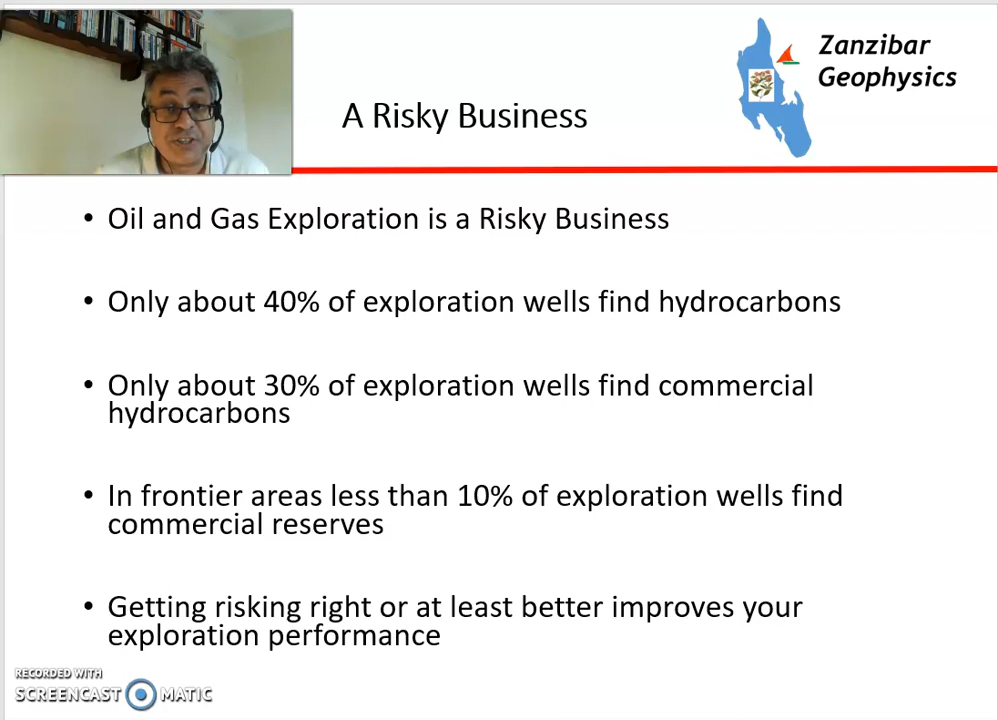 Zanzibar
Geophysics
A Risky Business
• Oil and Gas Exploration is a Risky Business
• Only about 40% of exploration wells find hydrocarbons
• Only about 30% of exploration wells find commercial
hydrocarbons
• In frontier areas less than 10% of exploration wells find
commercial reserves
• Getting risking right or at least better improves your
exploration performance
RECORDED WITH
SCREENCAST MATIC